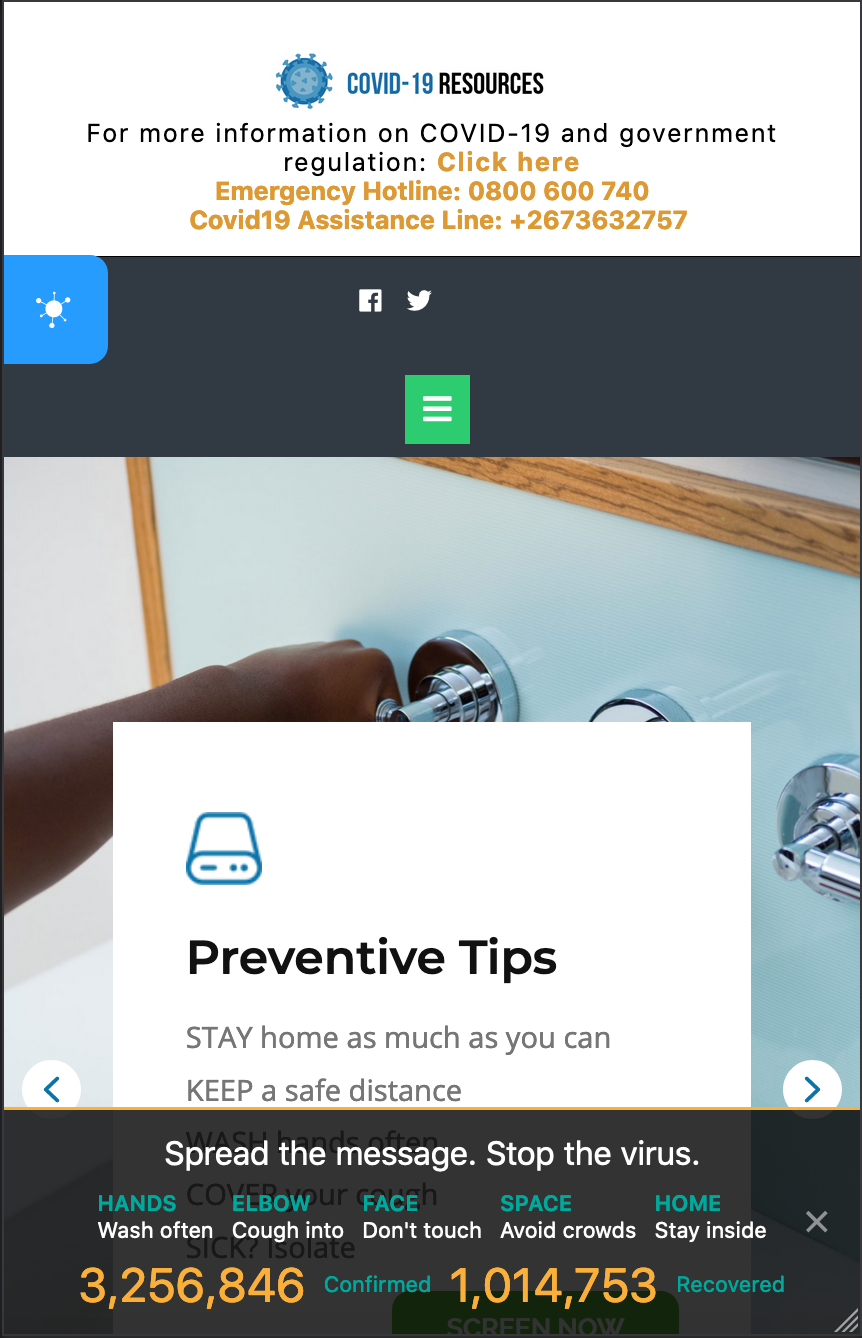 COVID-19 RESOURCES
For more information on COVID-19 and government
regulation: Click here
Emergency Hotline: 0800 600 740
Covid19 Assistance Line: +2673632757
Preventive Tips
STAY home as much as you can
KEEP a safe distance
WASH hands often
Spread the message. Stop the virus.
COVER your cough
HANDS ELBOW FACE SPACE HOME
Wash often Cough into Don't touch Avoid crowds Stay inside
SICK? Isolate
3,256,846 Confirmed 1,014,753 Recovered
SCREEN NOW